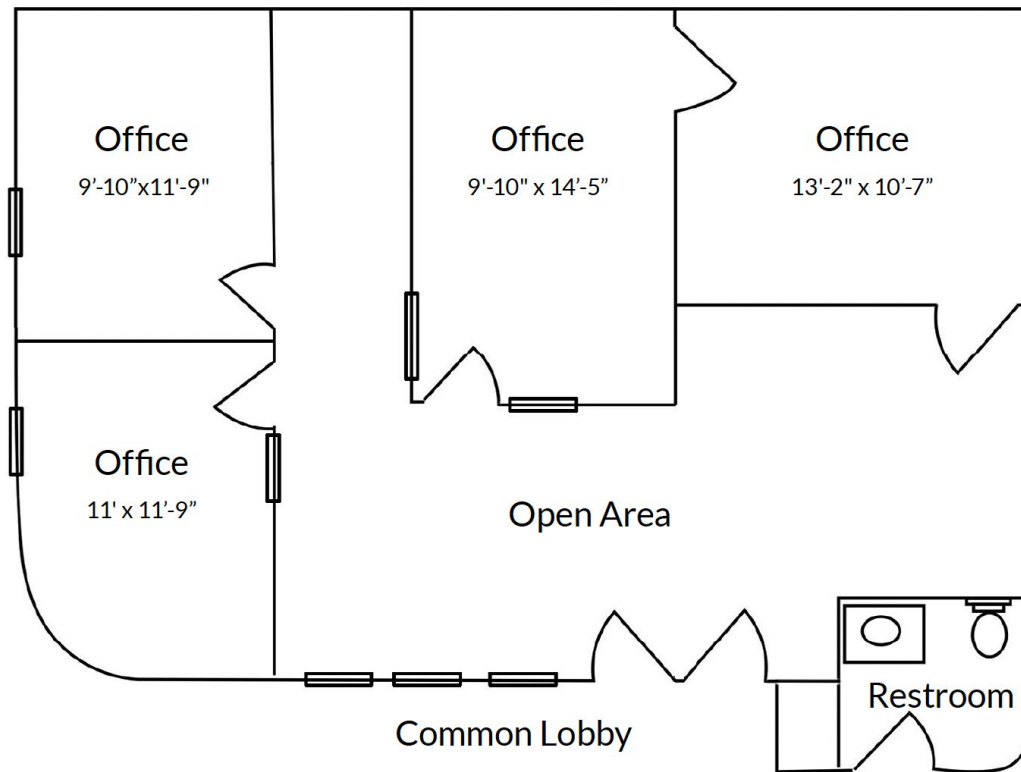 Office
9’-10”x11'-9"
Office
9'-10" x 14’-5”
Office
13'-2" x 10’-7”
Office
11' x 11’-9”
Open Area
Restroom
Common Lobby